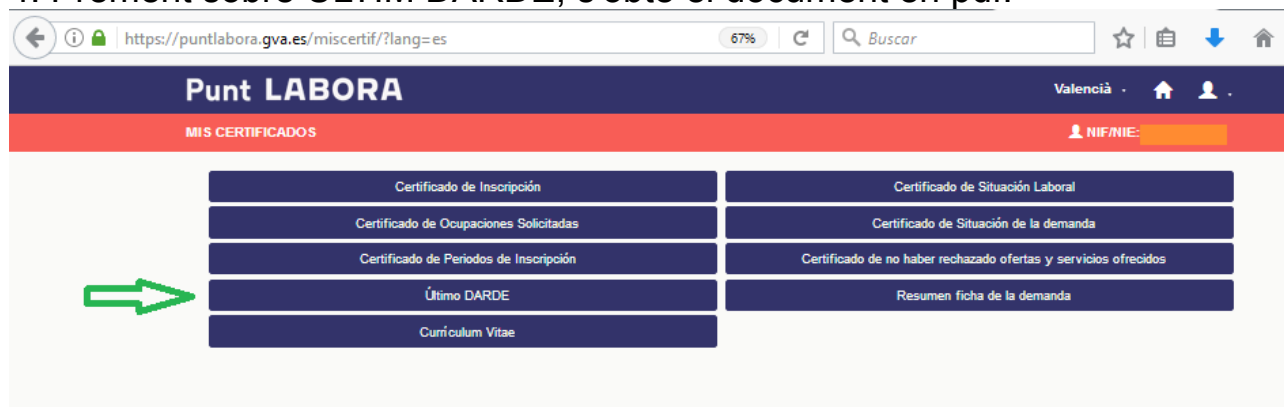 https://puntlabora.gva.es/miscertif/?lang=es 67% Buscar
Punt LABORA Valencià
MIS CERTIFICADOS NIF/NIE:
Certificado de Inscripción Certificado de Situación Laboral
Certificado de Ocupaciones Solicitadas Certificado de Situación de la demanda
Certificado de Periodos de Inscripción Certificado de no haber rechazado ofertas y servicios ofrecidos
Último DARDE Resumen ficha de la demanda
Currículum Vitae